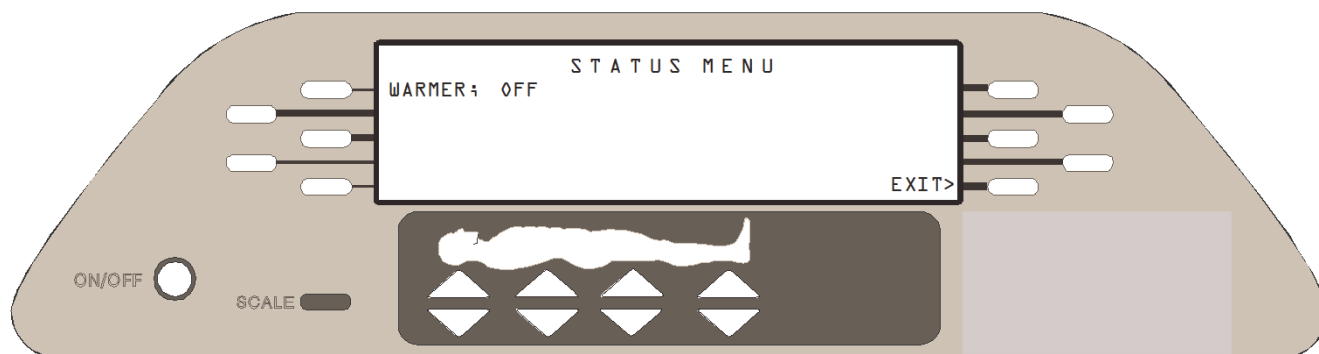 STATUS MENU
WARMER; OFF
EXIT>
ON/OFF
SCALE